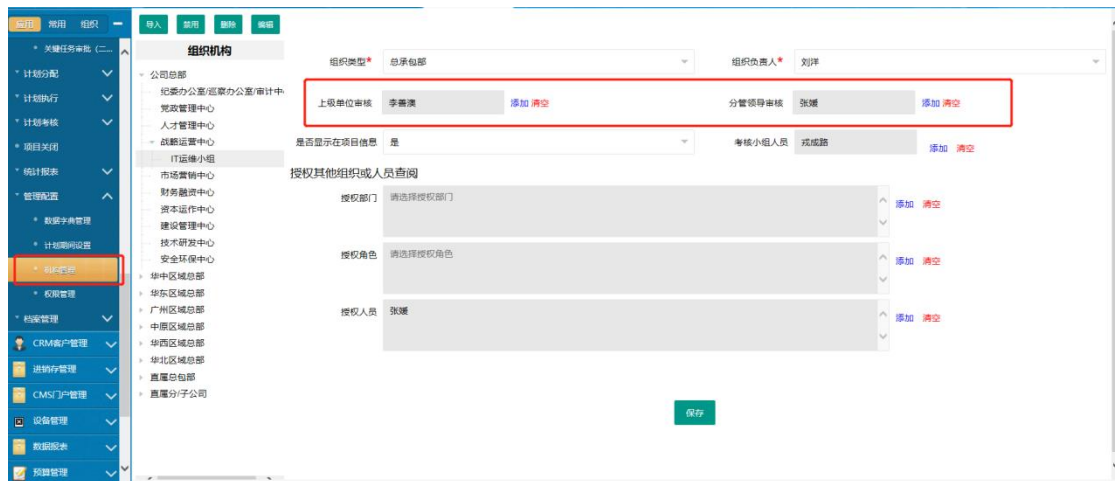 应用 常用 组织
关键任务审批 (二...
计划分配
计划执行
计划考核
项目关闭
统计报表
管理配置
数据字典管理
计划期间设置
权限管理
档案管理
CRM客户管理
进销存管理
CMS门户管理
设备管理
数据报表
预算管理
导入 禁用 删除 编辑
组织机构
公司总部
纪委办公室/巡察办公室/审计中
党政管理中心
人才管理中心
战略运营中心
IT运维小组
市场营销中心
财务融资中心
资本运作中心
建设管理中心
技术研发中心
安全环保中心
华中区域总部
华东区域总部
广州区域总部
中原区域总部
华西区域总部
华北区域总部
直属总包部
直属分/子公司
组织类型* 总承包部 组织负责人* 刘洋
上级单位审核 李善澳 添加 清空 分管领导审核 张媛 添加 清空
是否显示在项目信息 是 考核小组人员 戎成路 添加 清空
授权其他组织或人员查阅
授权部门 请选择授权部门 添加 清空
授权角色 请选择授权角色 添加 清空
授权人员 张媛 添加 清空
保存